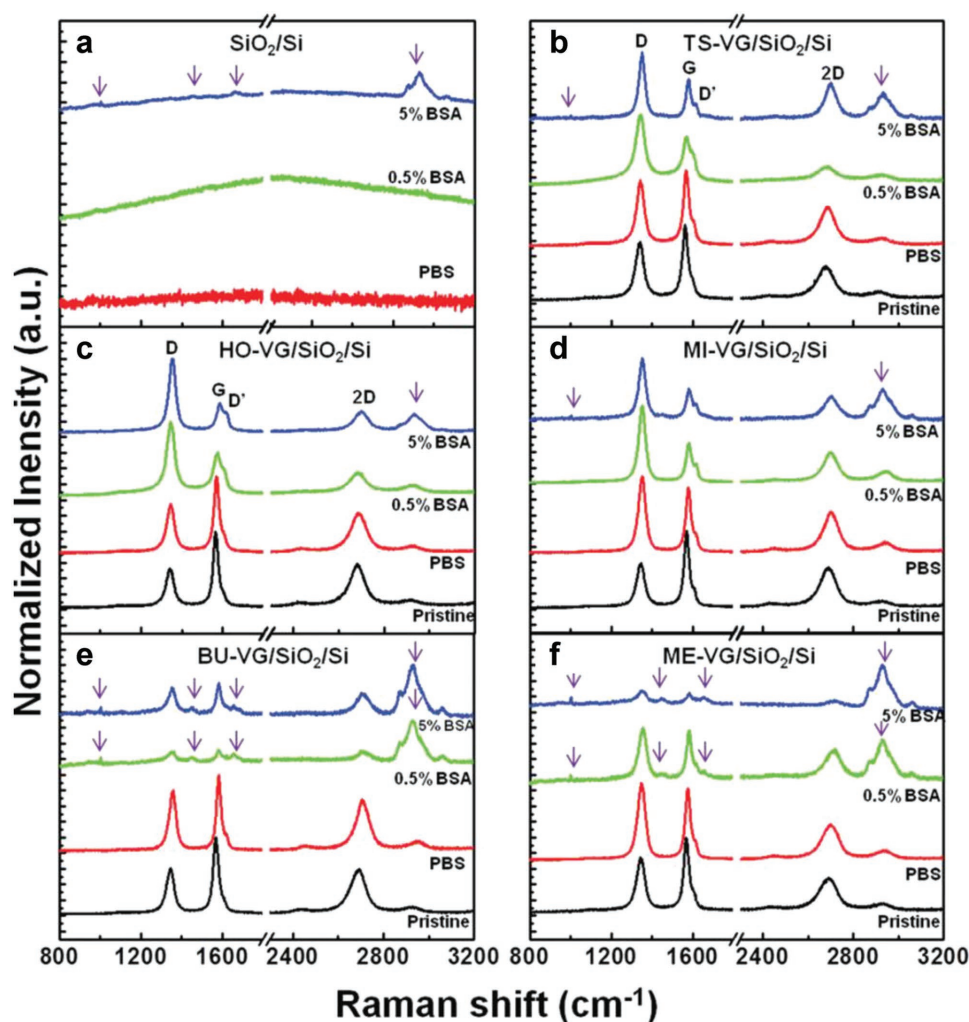 a
SiO₂/Si
5% BSA
0.5% BSA
PBS
b
TS-VG/SiO₂/Si
D
G
D'
2D
5% BSA
0.5% BSA
PBS
Pristine
c
HO-VG/SiO₂/Si
D
G
D'
2D
5% BSA
0.5% BSA
PBS
Pristine
d
MI-VG/SiO₂/Si
5% BSA
0.5% BSA
PBS
Pristine
e
BU-VG/SiO₂/Si
5% BSA
0.5% BSA
PBS
Pristine
f
ME-VG/SiO₂/Si
5% BSA
0.5% BSA
PBS
Pristine
800 1200 1600 2400 2800 3200
800 1200 1600 2400 2800 3200
Normalized Inensity (a.u.)
Raman shift (cm⁻¹)